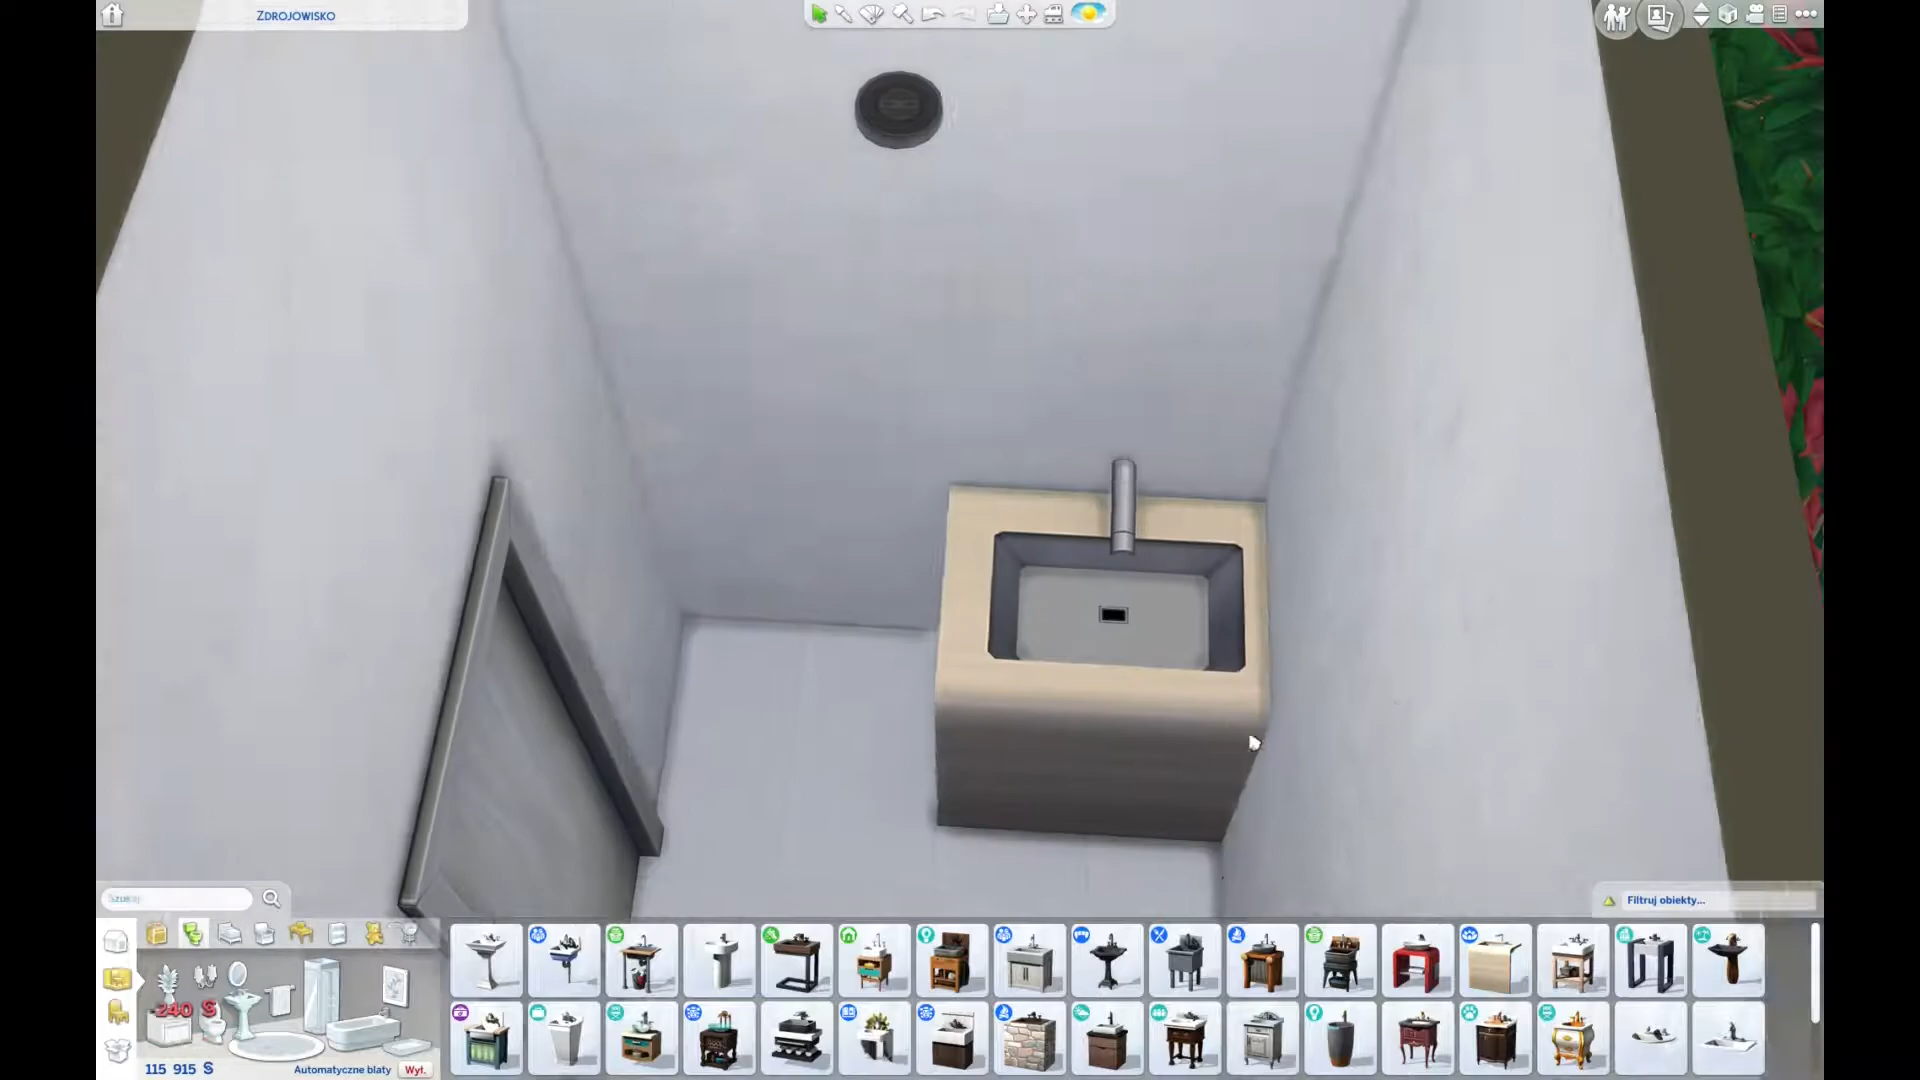 ZDROJOWISKO
Szukaj
Filtruj obiekty...
-240 §
115 915 §
Automatyczne blaty
Wył.